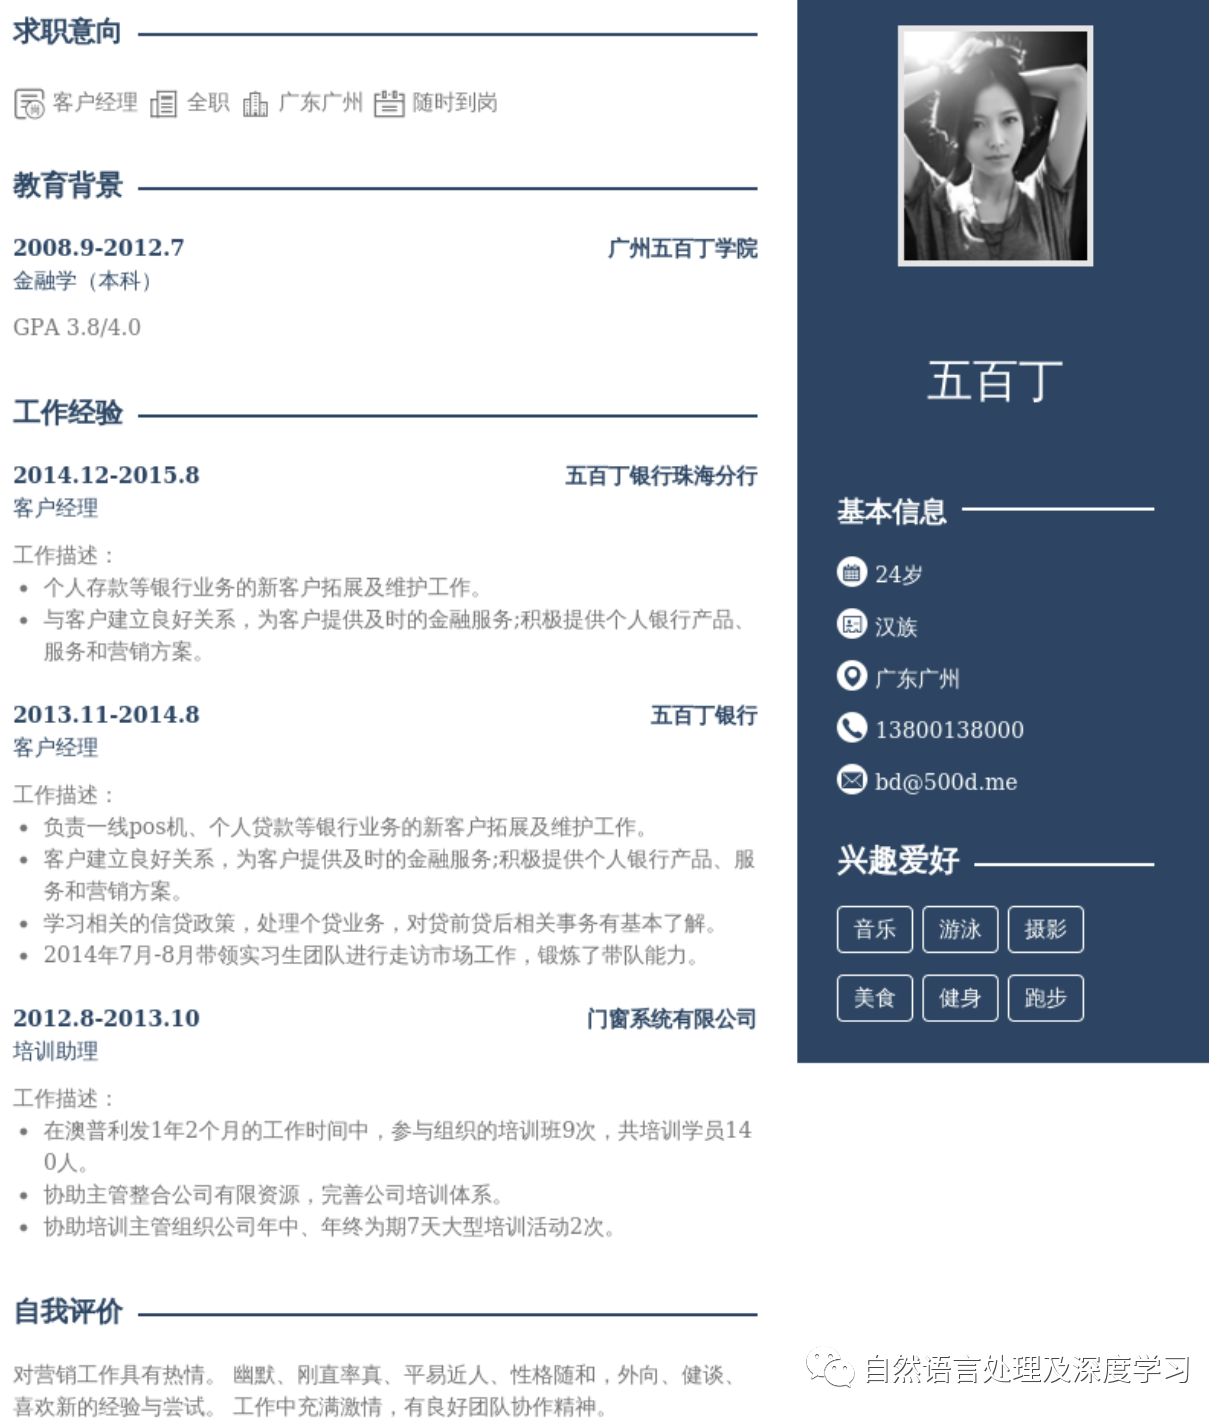 求职意向
客户经理 全职 广东广州 随时到岗
教育背景
2008.9-2012.7 广州五百丁学院
金融学（本科）
GPA 3.8/4.0
工作经验
2014.12-2015.8 五百丁银行珠海分行
客户经理
工作描述：
• 个人存款等银行业务的新客户拓展及维护工作。
• 与客户建立良好关系，为客户提供及时的金融服务;积极提供个人银行产品、
服务和营销方案。
2013.11-2014.8 五百丁银行
客户经理
工作描述：
• 负责一线pos机、个人贷款等银行业务的新客户拓展及维护工作。
• 客户建立良好关系，为客户提供及时的金融服务;积极提供个人银行产品、服
务和营销方案。
• 学习相关的信贷政策，处理个贷业务，对贷前贷后相关事务有基本了解。
• 2014年7月-8月带领实习生团队进行走访市场工作，锻炼了带队能力。
2012.8-2013.10 门窗系统有限公司
培训助理
工作描述：
• 在澳普利发1年2个月的工作时间中，参与组织的培训班9次，共培训学员14
0人。
• 协助主管整合公司有限资源，完善公司培训体系。
• 协助培训主管组织公司年中、年终为期7天大型培训活动2次。
自我评价
对营销工作具有热情。 幽默、刚直率真、平易近人、性格随和，外向、健谈、
喜欢新的经验与尝试。 工作中充满激情，有良好团队协作精神。
五百丁
基本信息
24岁
汉族
广东广州
13800138000
bd@500d.me
兴趣爱好
音乐 游泳 摄影
美食 健身 跑步
自然语言处理及深度学习